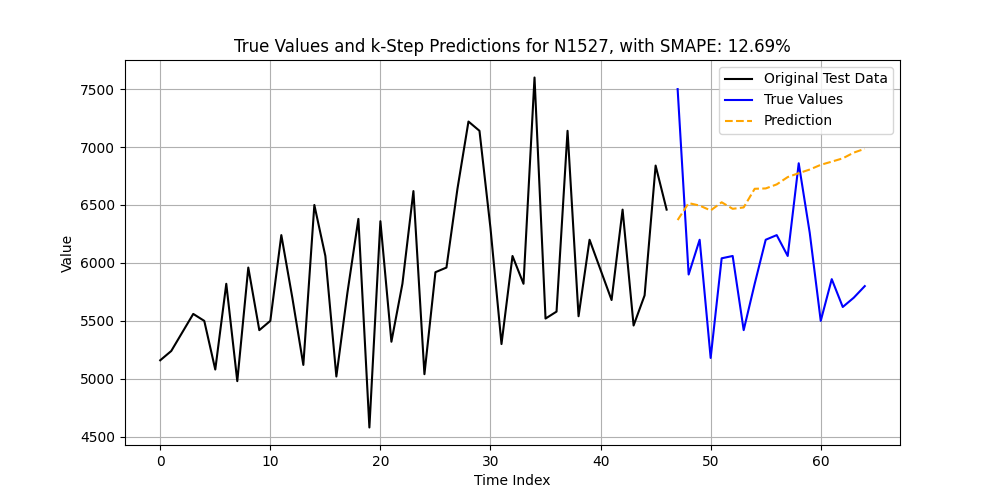 True Values and k-Step Predictions for N1527, with SMAPE: 12.69%
Original Test Data
True Values
Prediction
7500
7000
6500
6000
5500
5000
4500
Value
0 10 20 30 40 50 60
Time Index